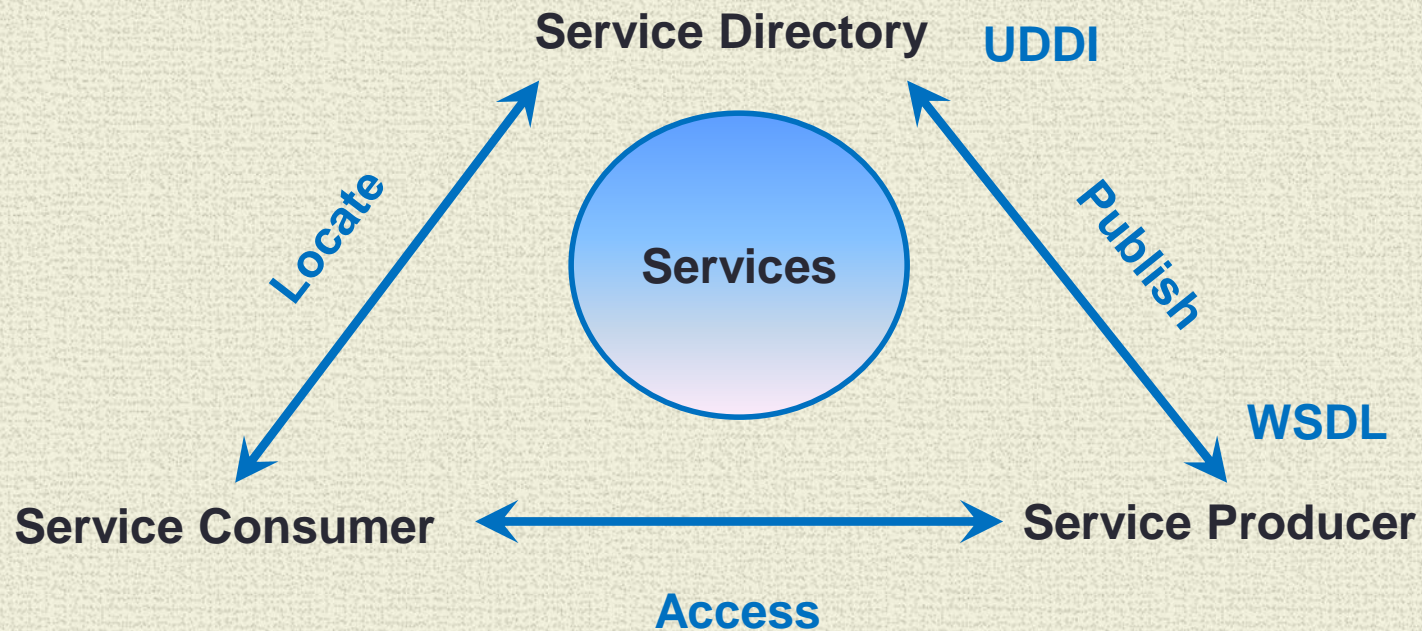 Service Directory
UDDI
Locate
Services
Publish
WSDL
Service Consumer
Service Producer
Access